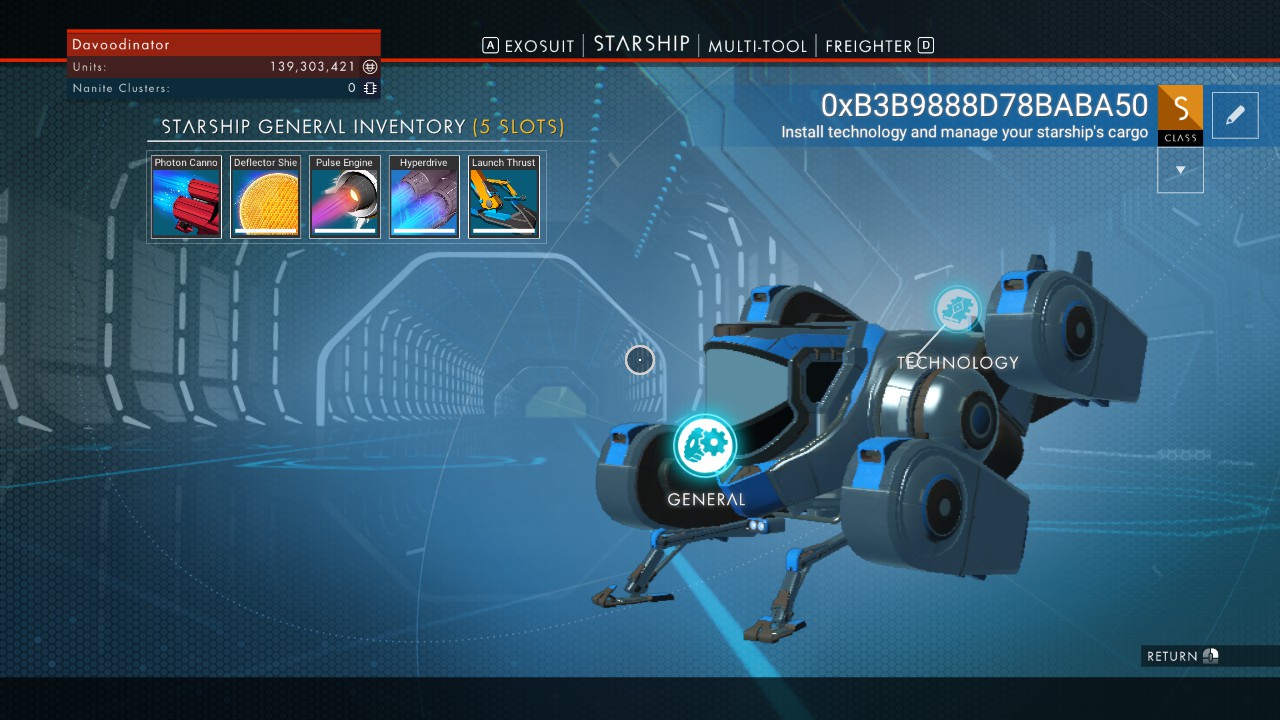 Davoodinator
Units: 139,303,421
Nanite Clusters: 0
A EXOSUIT STARSHIP MULTI-TOOL FREIGHTER D
0xB3B9888D78BABA50
Install technology and manage your starship's cargo
S
CLASS
STARSHIP GENERAL INVENTORY (5 SLOTS)
Photon Canno Deflector Shie Pulse Engine Hyperdrive Launch Thrust
TECHNOLOGY
GENERAL
RETURN